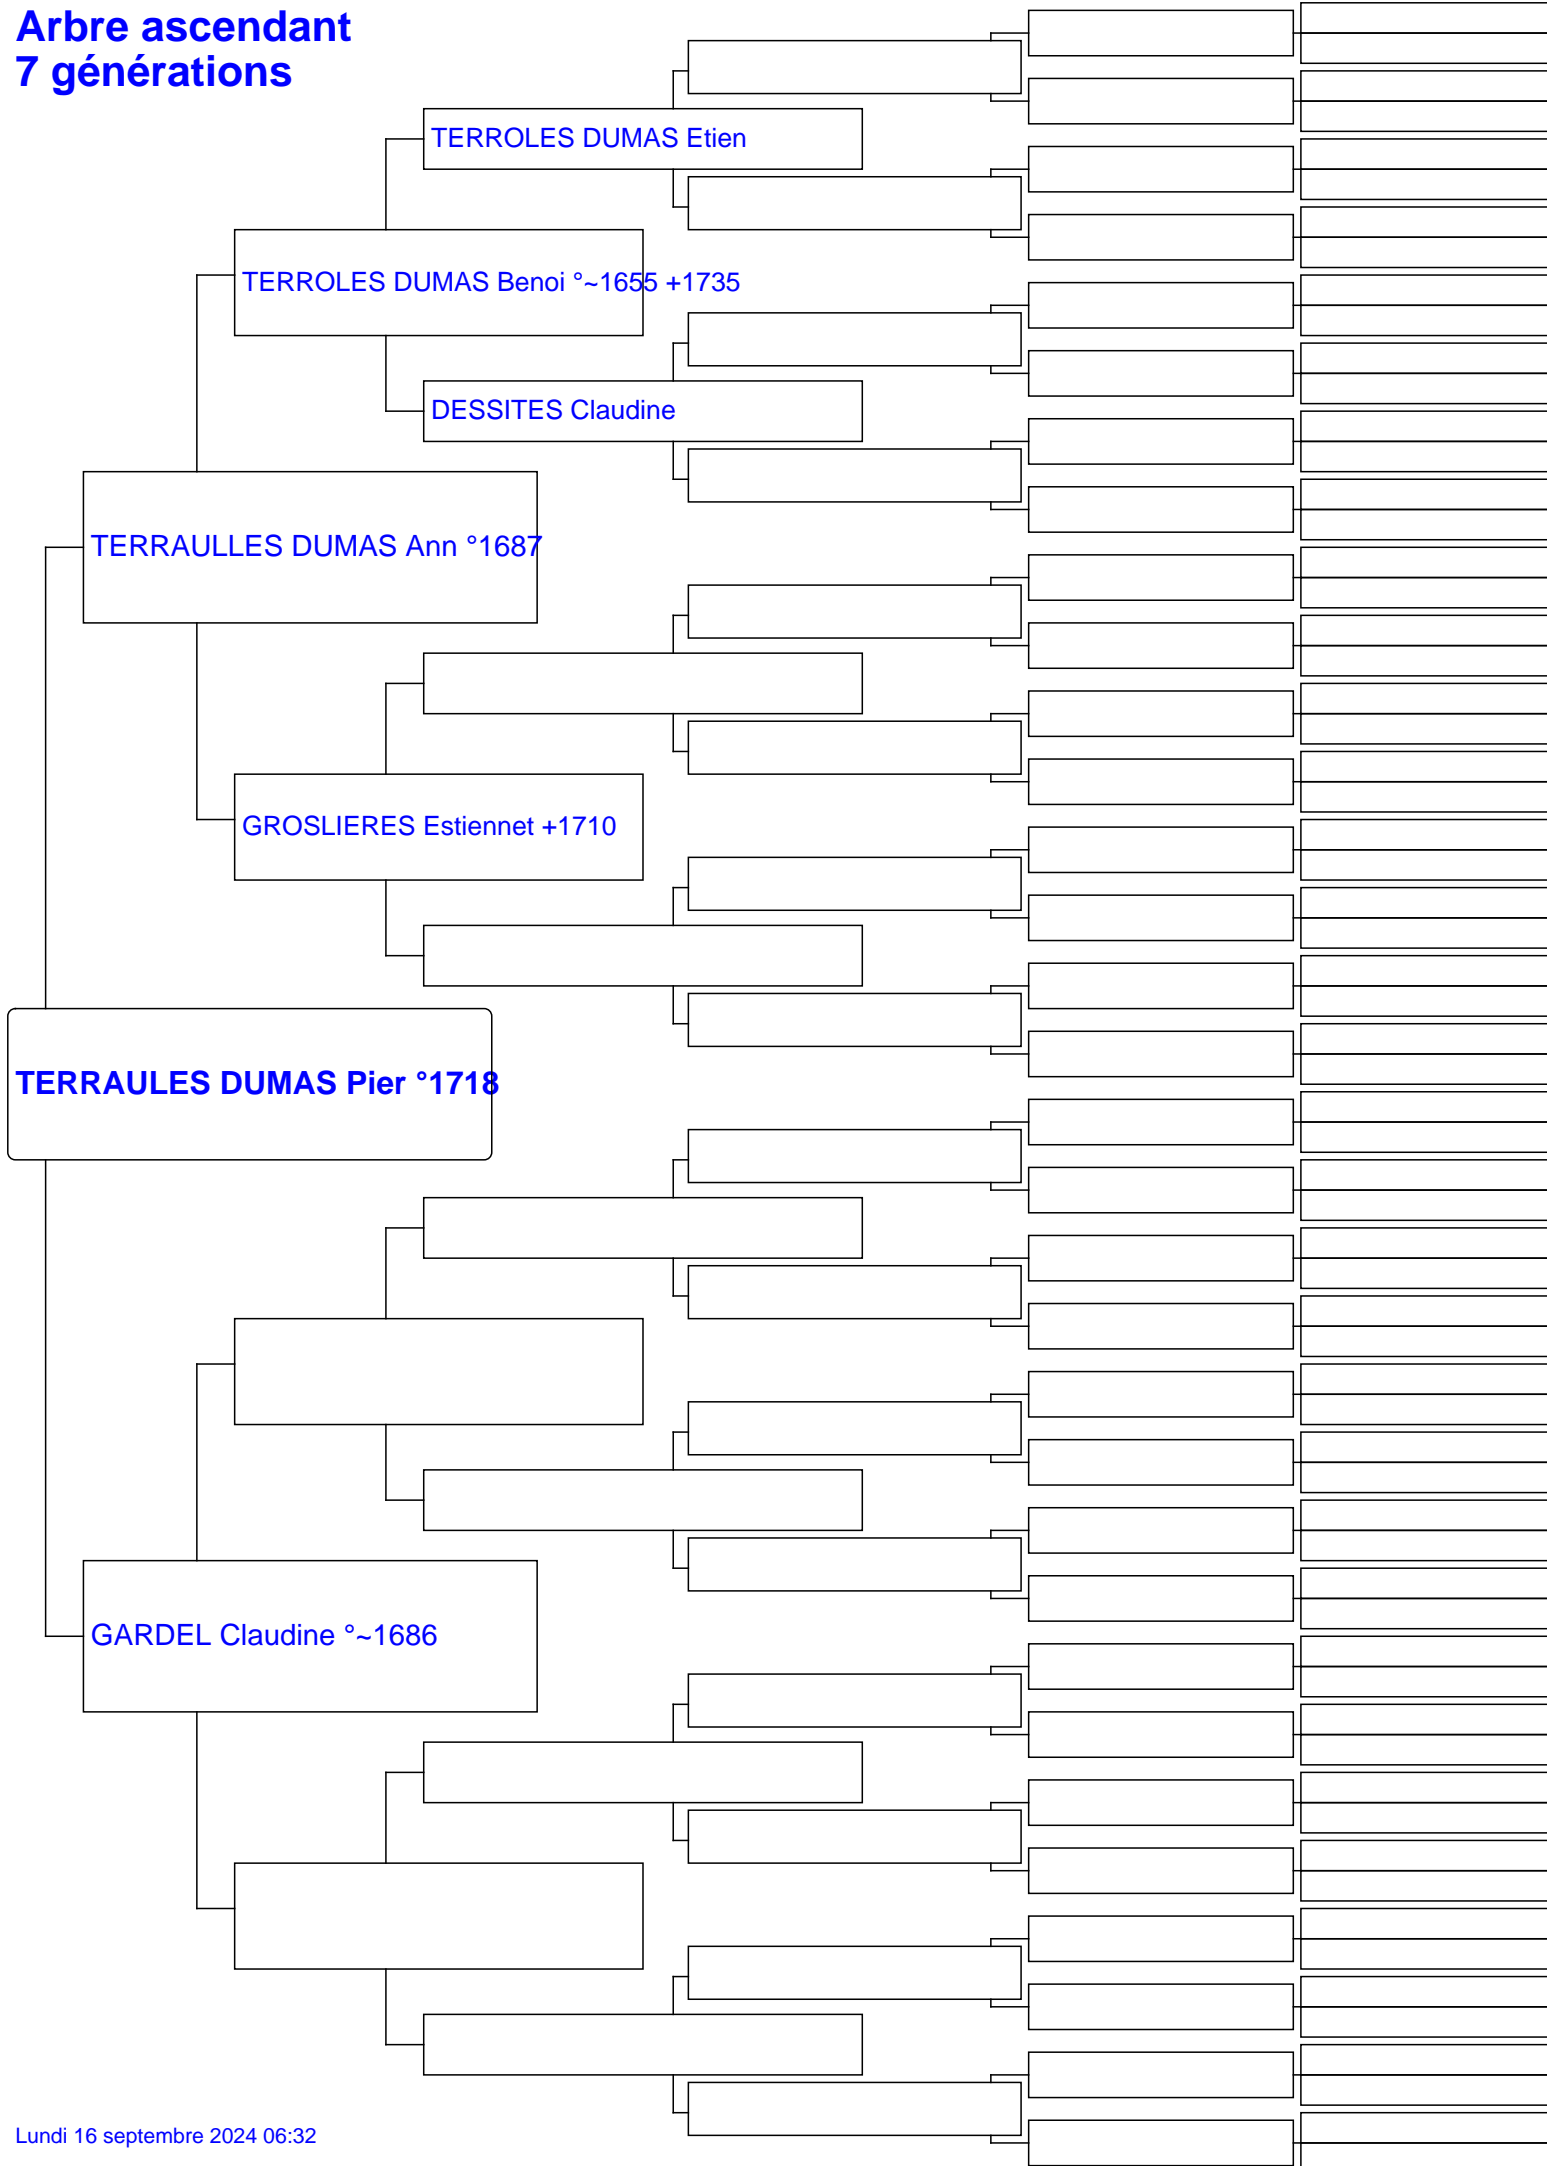 Arbre ascendant
7 générations
TERROLES DUMAS Etien
TERROLES DUMAS Benoi °~1655 +1735
DESSITES Claudine
TERRAULLES DUMAS Ann °1687
GROSLIERES Estiennet +1710
TERRAULES DUMAS Pier °1718
GARDEL Claudine °~1686
Lundi 16 septembre 2024 06:32